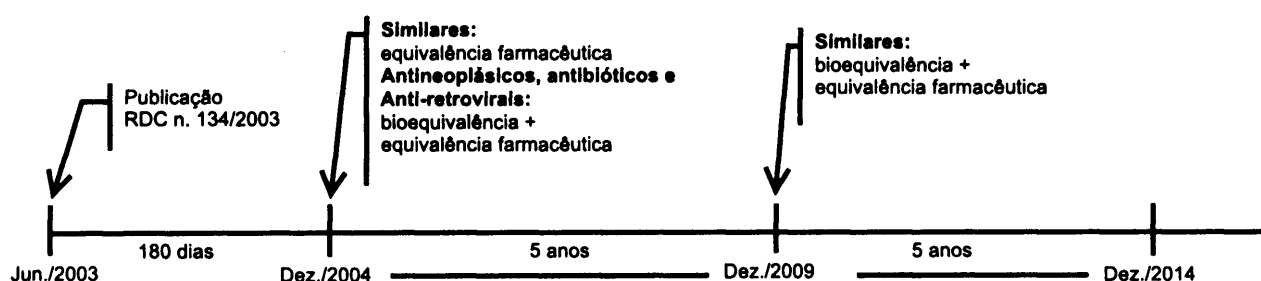 Publicação
RDC n. 134/2003
Similares:
equivalência farmacêutica
Antineoplásicos, antibióticos e
Anti-retrovirais:
bioequivalência +
equivalência farmacêutica
Similares:
bioequivalência +
equivalência farmacêutica
180 dias
5 anos
5 anos
Jun./2003
Dez./2004
Dez./2009
Dez./2014